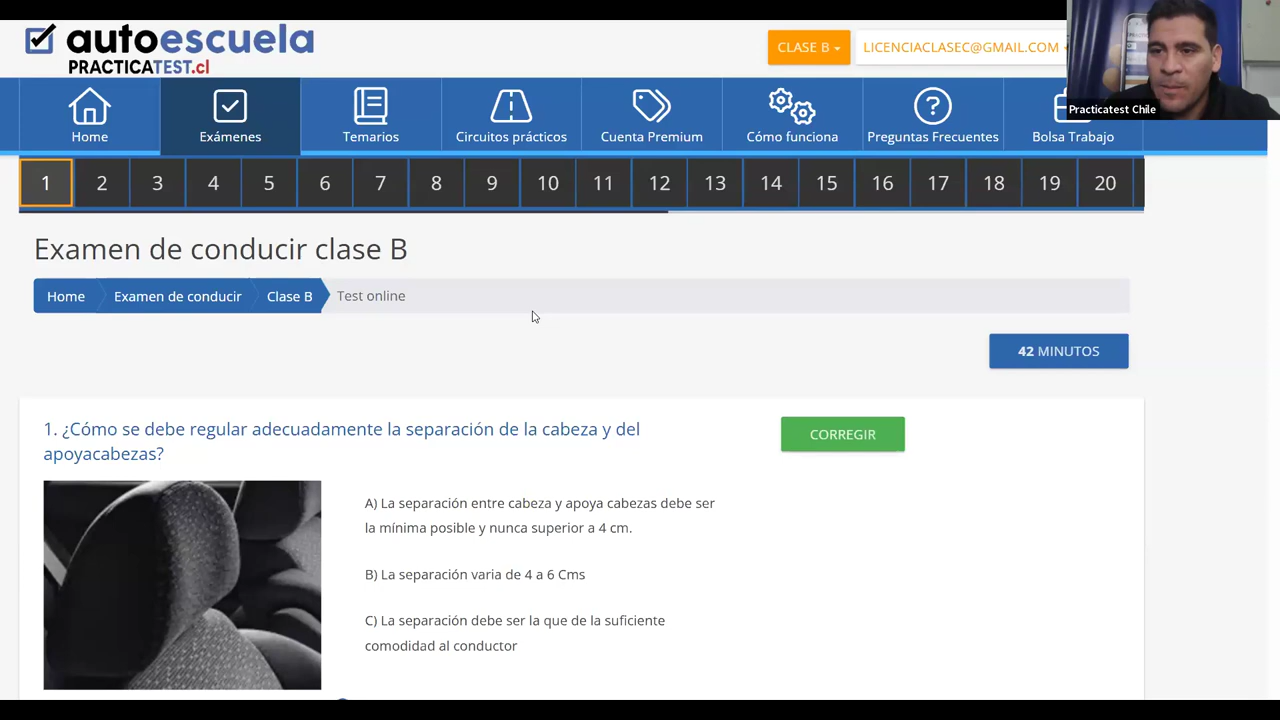 autoescuela
PRACTICATEST.cl
CLASE B
LICENCIACLASEC@GMAIL.COM
Practicatest Chile
Home
Exámenes
Temarios
Circuitos prácticos
Cuenta Premium
Cómo funciona
Preguntas Frecuentes
Bolsa Trabajo
1 2 3 4 5 6 7 8 9 10 11 12 13 14 15 16 17 18 19 20
Examen de conducir clase B
Home Examen de conducir Clase B Test online
42 MINUTOS
1. ¿Cómo se debe regular adecuadamente la separación de la cabeza y del
apoyacabezas?
CORREGIR
A) La separación entre cabeza y apoya cabezas debe ser
la mínima posible y nunca superior a 4 cm.
B) La separación varia de 4 a 6 Cms
C) La separación debe ser la que de la suficiente
comodidad al conductor